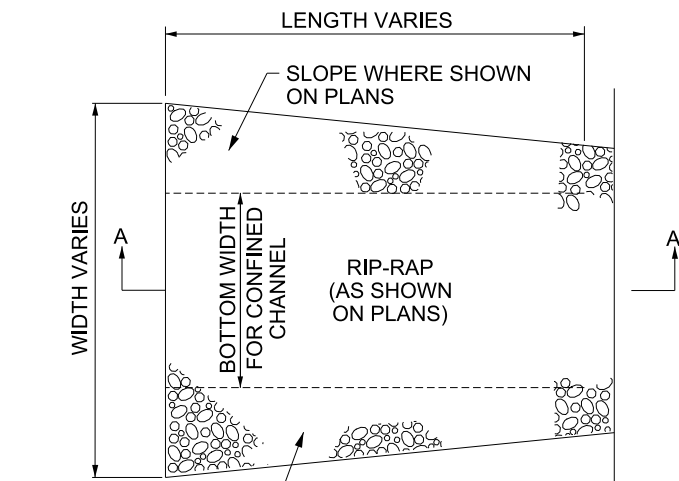 LENGTH VARIES
SLOPE WHERE SHOWN
ON PLANS
WIDTH VARIES
A
BOTTOM WIDTH
FOR CONFINED
CHANNEL
RIP-RAP
(AS SHOWN
ON PLANS)
A